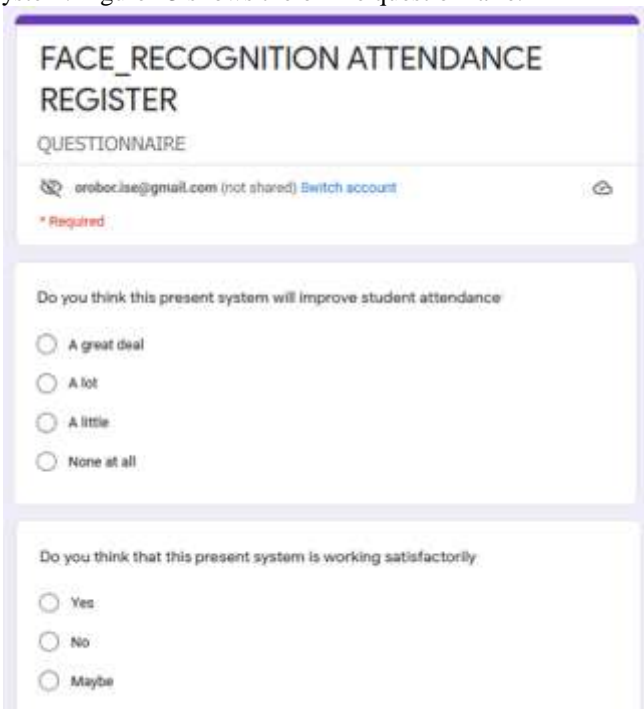 FACE_RECOGNITION ATTENDANCE
REGISTER
QUESTIONNAIRE
(not shared) Switch account
* Required
Do you think this present system will improve student attendance
A great deal
A lot
A little
None at all
Do you think that this present system is working satisfactorily
Yes
No
Maybe